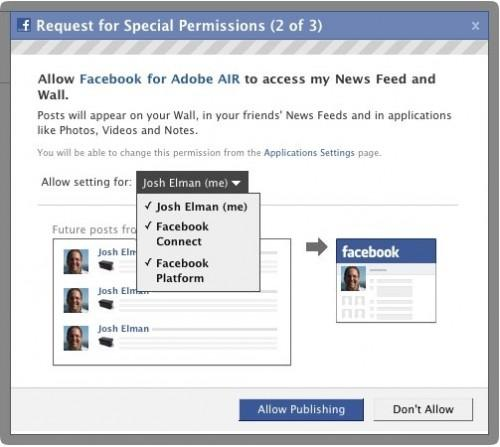 f Request for Special Permissions (2 of 3) x
Allow Facebook for Adobe AIR to access my News Feed and
Wall.
Posts will appear on your Wall, in your friends' News Feeds and in applications
like Photos, Videos and Notes.
You will be able to change this permission from the Applications Settings page.
Allow setting for: Josh Elman (me)
✓ Josh Elman (me)
✓ Facebook
Connect
✓ Facebook
Platform
Future posts fro
Josh Elm
Josh Elman
Josh Elman
facebook
Allow Publishing
Don't Allow